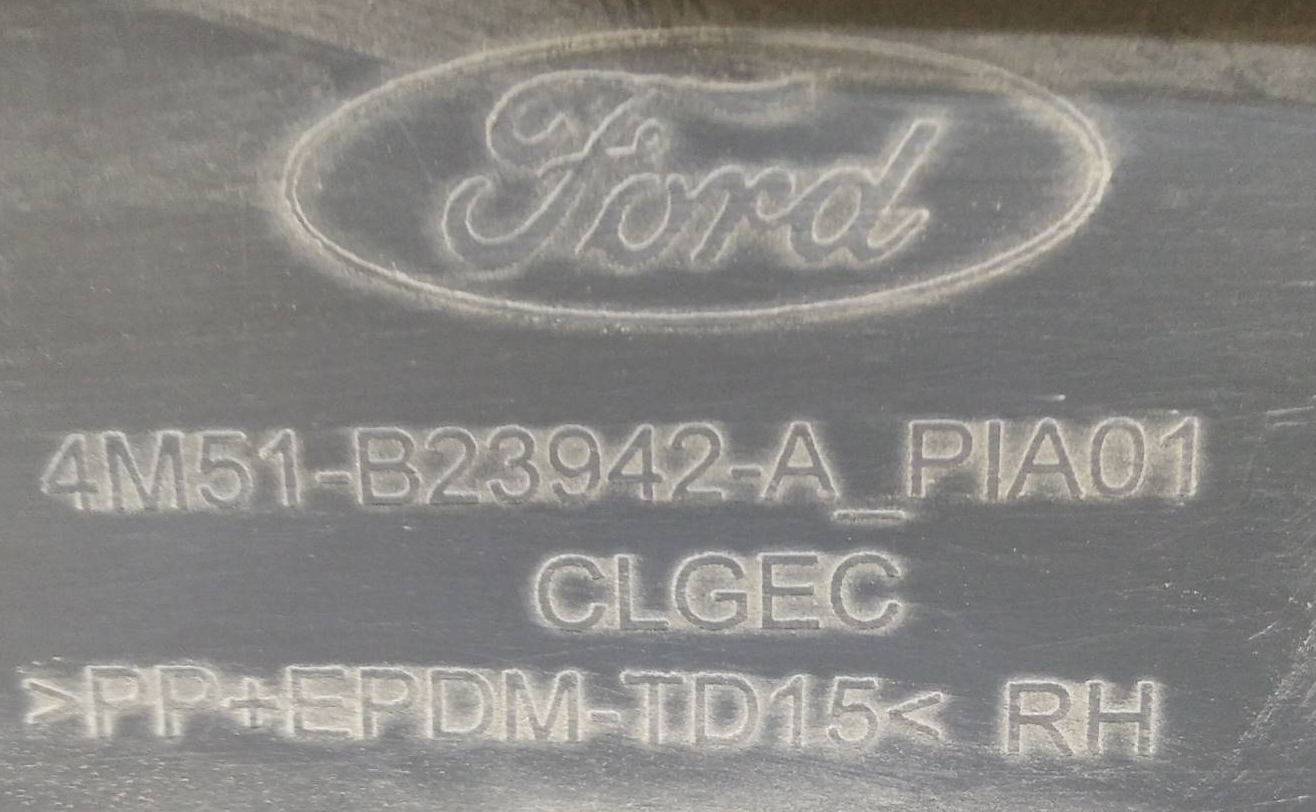 Ford
4M51-B23942-A_PIA01
CLGEC
>PP+EPDM-TD15< RH